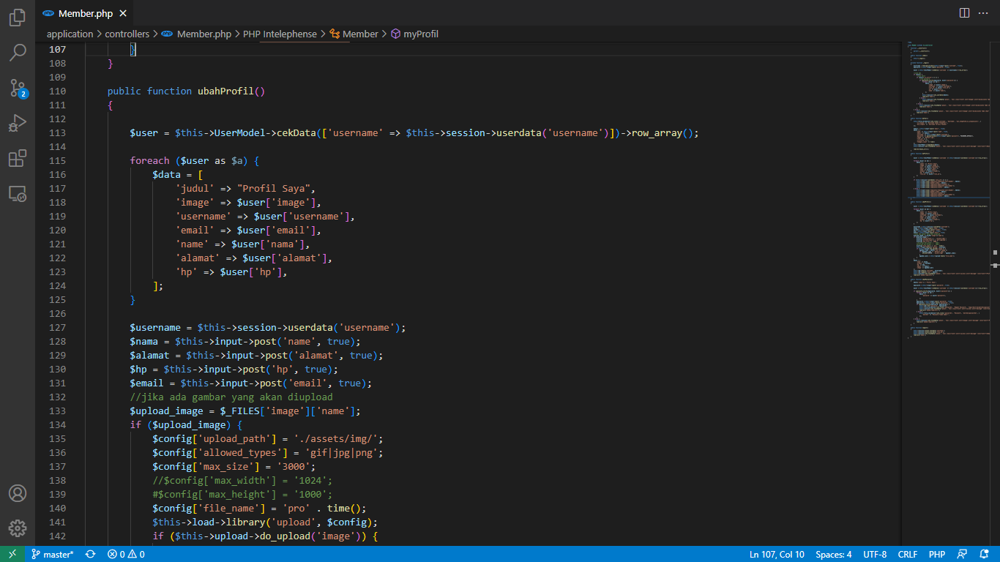 Member.php
application > controllers > Member.php > PHP Intelephense > Member > myProfil
107 }
108 }
109
110 public function ubahProfil()
111 {
112
113 $user = $this->UserModel->cekData(['username' => $this->session->userdata('username')])->row_array();
114
115 foreach ($user as $a) {
116 $data = [
117 'judul' => "Profil Saya",
118 'image' => $user['image'],
119 'username' => $user['username'],
120 'email' => $user['email'],
121 'name' => $user['nama'],
122 'alamat' => $user['alamat'],
123 'hp' => $user['hp'],
124 ];
125 }
126
127 $username = $this->session->userdata('username');
128 $nama = $this->input->post('name', true);
129 $alamat = $this->input->post('alamat', true);
130 $hp = $this->input->post('hp', true);
131 $email = $this->input->post('email', true);
132 //jika ada gambar yang akan diupload
133 $upload_image = $_FILES['image']['name'];
134 if ($upload_image) {
135 $config['upload_path'] = './assets/img/';
136 $config['allowed_types'] = 'gif|jpg|png';
137 $config['max_size'] = '3000';
138 //$config['max_width'] = '1024';
139 #$config['max_height'] = '1000';
140 $config['file_name'] = 'pro' . time();
141 $this->load->library('upload', $config);
142 if ($this->upload->do_upload('image')) {
2
master* 0 0 Ln 107, Col 10 Spaces: 4 UTF-8 CRLF PHP